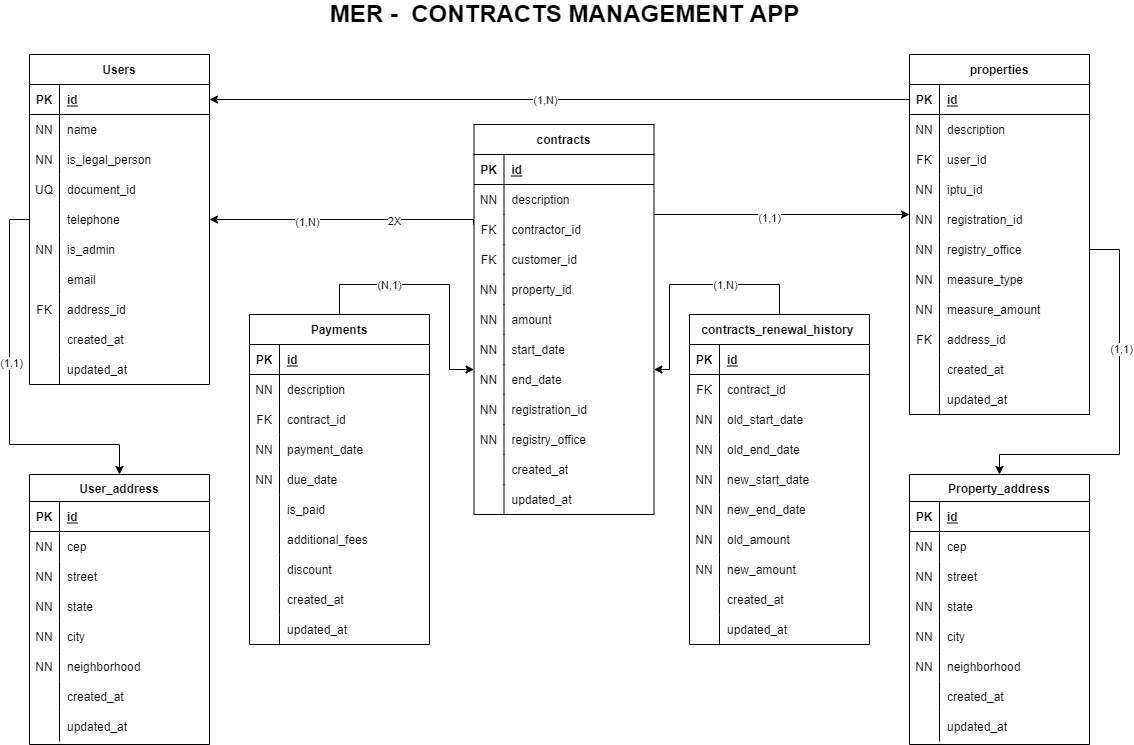 MER - CONTRACTS MANAGEMENT APP
Users
PK id
NN name
NN is_legal_person
UQ document_id
telephone
NN is_admin
email
FK address_id
created_at
updated_at
(1,N)
(1,N)
2X
(1,1)
(1,1)
contracts
PK id
NN description
FK contractor_id
FK customer_id
NN property_id
NN amount
NN start_date
NN end_date
NN registration_id
NN registry_office
created_at
updated_at
properties
PK id
NN description
FK user_id
NN iptu_id
NN registration_id
NN registry_office
NN measure_type
NN measure_amount
FK address_id
created_at
updated_at
(1,1)
(N,1)
Payments
PK id
NN description
FK contract_id
NN payment_date
NN due_date
is_paid
additional_fees
discount
created_at
updated_at
(1,N)
contracts_renewal_history
PK id
FK contract_id
NN old_start_date
NN old_end_date
NN new_start_date
NN new_end_date
NN old_amount
NN new_amount
created_at
updated_at
User_address
PK id
NN cep
NN street
NN state
NN city
NN neighborhood
created_at
updated_at
Property_address
PK id
NN cep
NN street
NN state
NN city
NN neighborhood
created_at
updated_at